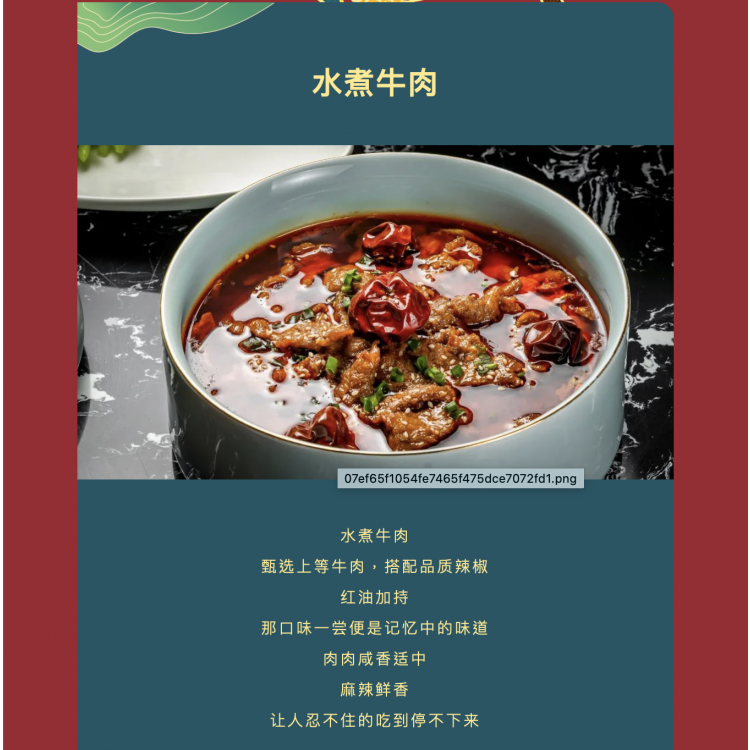 水煮牛肉
07ef65f1054fe7465f475dce7072fd1.png
水煮牛肉
甄选上等牛肉，搭配品质辣椒
红油加持
那口味一尝便是记忆中的味道
肉肉咸香适中
麻辣鲜香
让人忍不住的吃到停不下来